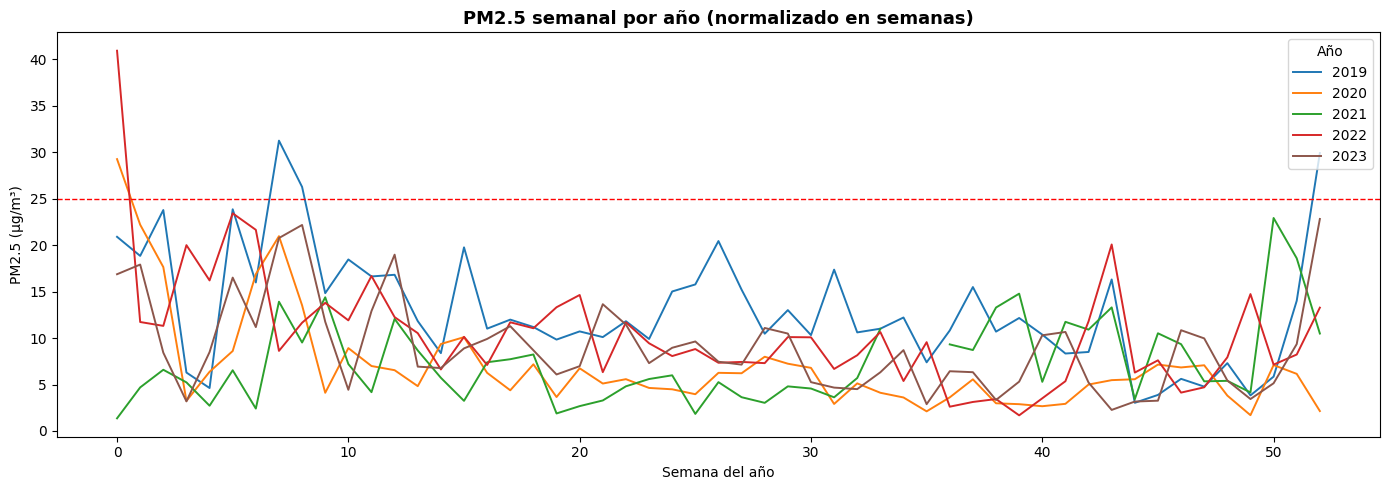 PM2.5 semanal por año (normalizado en semanas)
Año
2019
2020
2021
2022
2023
PM2.5 (µg/m³)
40
35
30
25
20
15
10
5
0
0 10 20 30 40 50
Semana del año